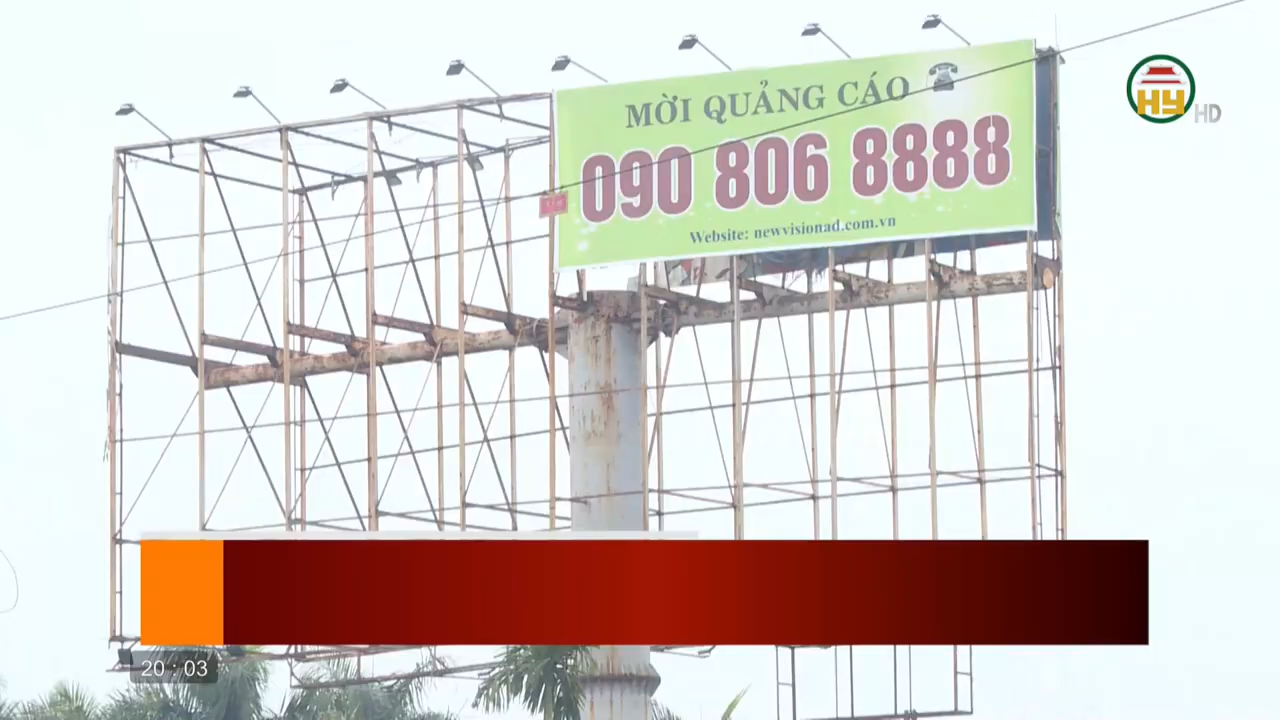 MỜI QUẢNG CÁO
090 806 8888
Website: newvisionad.com.vn
HY HD
20 : 03